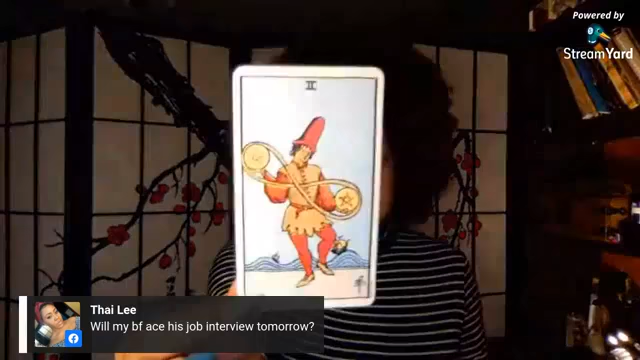 Powered by
StreamYard
II
Thai Lee
Will my bf ace his job interview tomorrow?